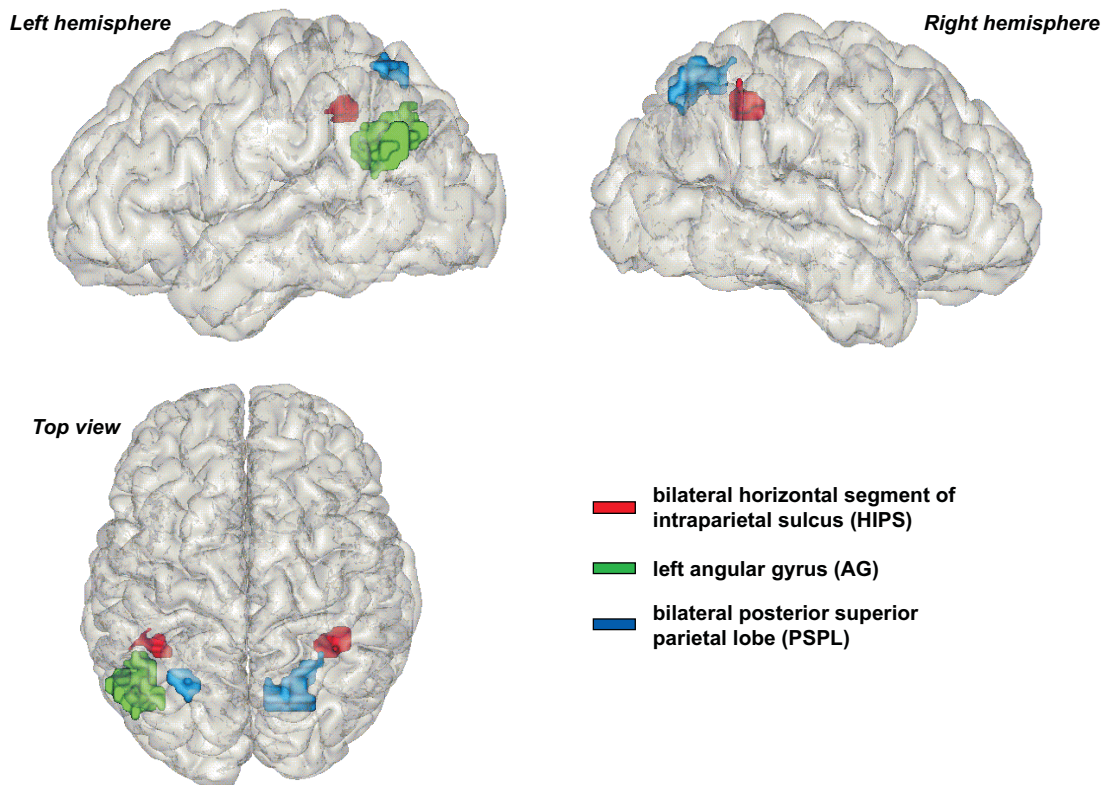 Left hemisphere
Right hemisphere
Top view
bilateral horizontal segment of
intraparietal sulcus (HIPS)
left angular gyrus (AG)
bilateral posterior superior
parietal lobe (PSPL)